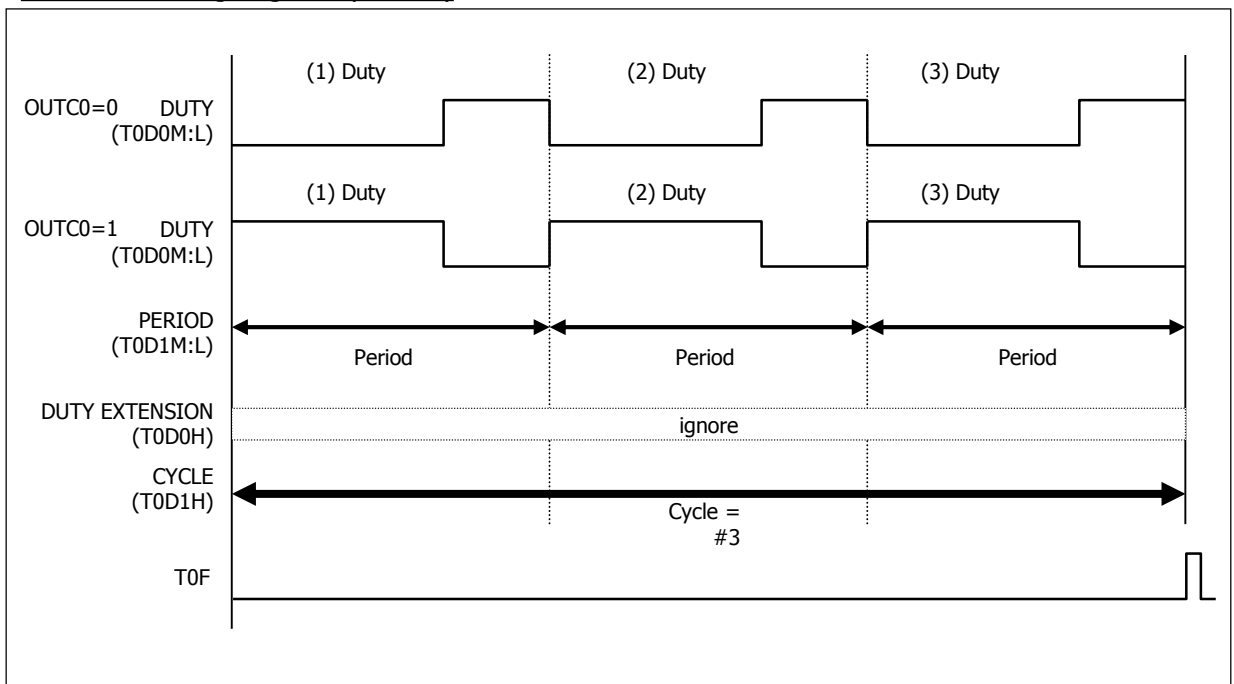 (1) Duty (2) Duty (3) Duty
OUTC0=0 DUTY
(T0D0M:L)
(1) Duty (2) Duty (3) Duty
OUTC0=1 DUTY
(T0D0M:L)
PERIOD
(T0D1M:L)
Period Period Period
DUTY EXTENSION
(T0D0H)
ignore
CYCLE
(T0D1H)
Cycle =
#3
T0F